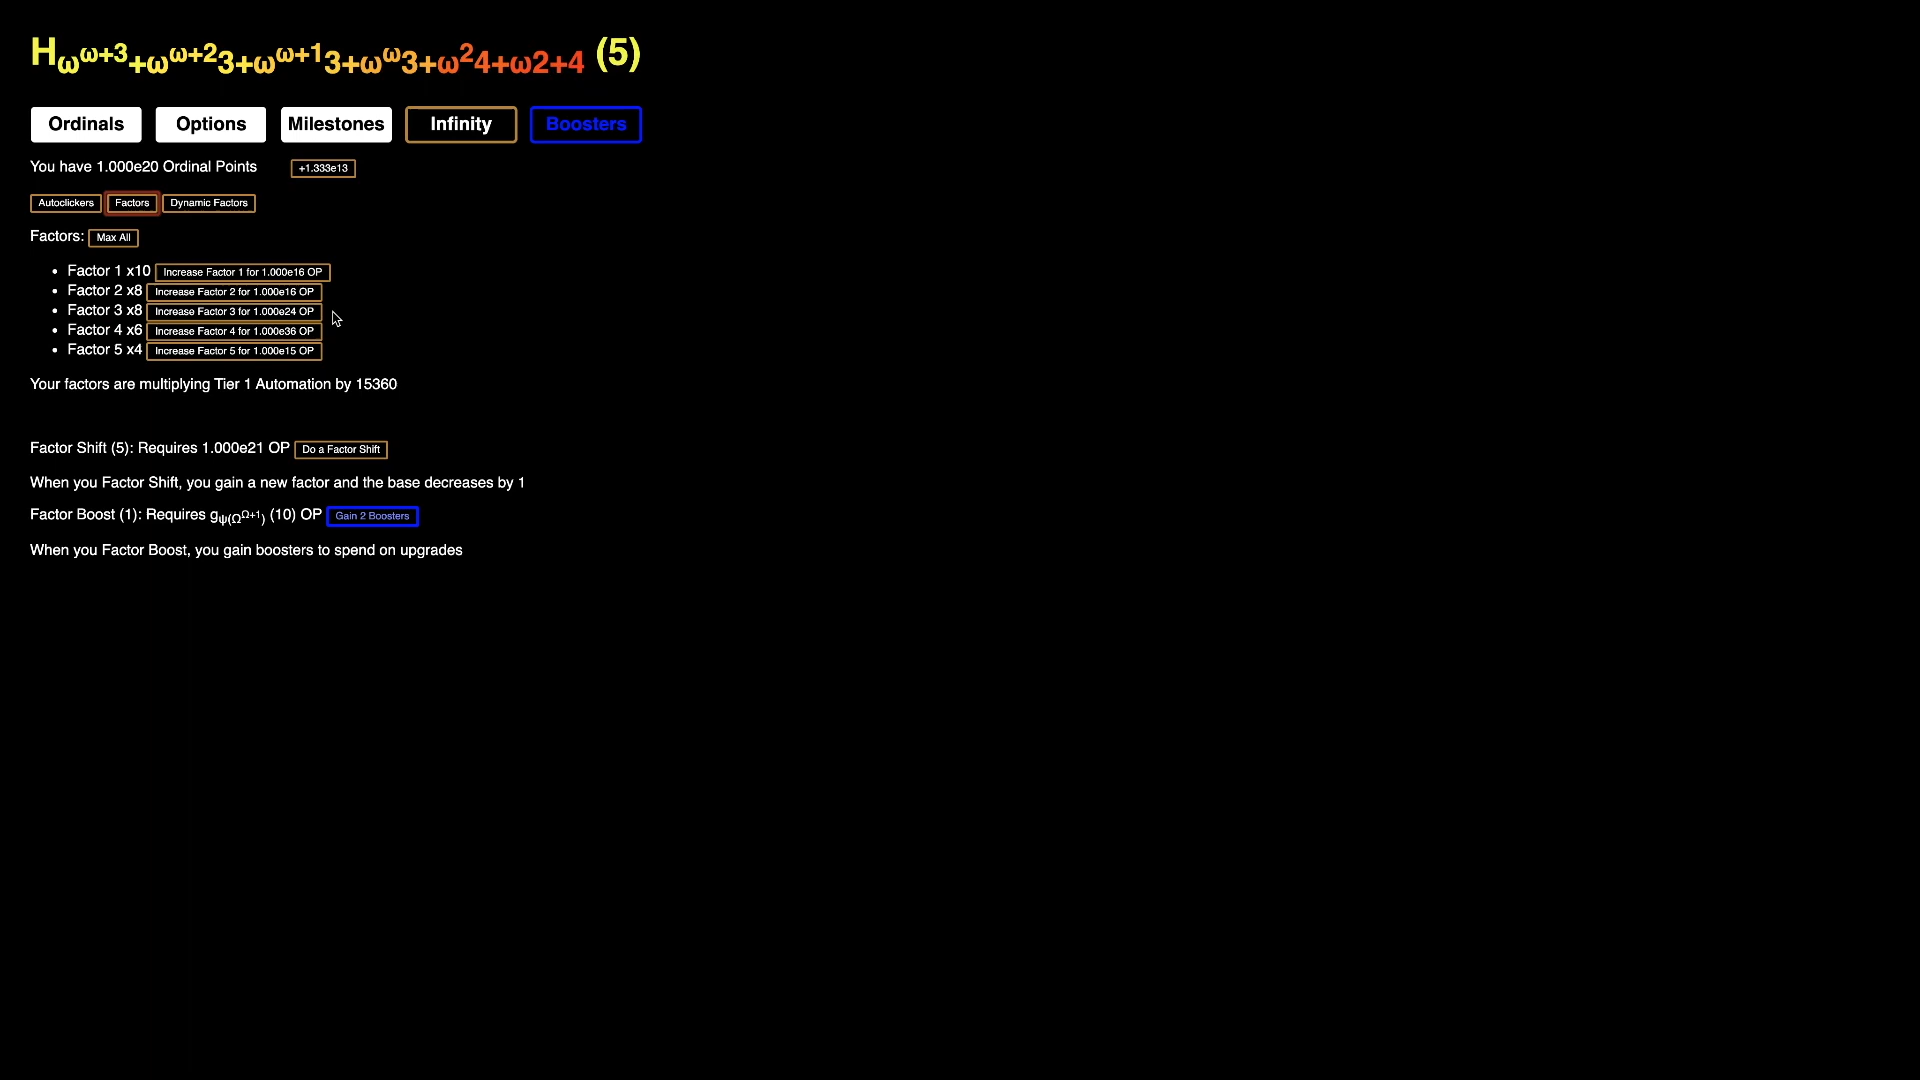 H ω^ω+3+ω^ω+23+ω^ω+13+ω^ω3+ω^24+ω2+4 (5)
Ordinals Options Milestones Infinity Boosters
You have 1.000e20 Ordinal Points +1.333e13
Autoclickers Factors Dynamic Factors
Factors: Max All
• Factor 1 x10 Increase Factor 1 for 1.000e16 OP
• Factor 2 x8 Increase Factor 2 for 1.000e16 OP
• Factor 3 x8 Increase Factor 3 for 1.000e24 OP
• Factor 4 x6 Increase Factor 4 for 1.000e36 OP
• Factor 5 x4 Increase Factor 5 for 1.000e15 OP
Your factors are multiplying Tier 1 Automation by 15360
Factor Shift (5): Requires 1.000e21 OP Do a Factor Shift
When you Factor Shift, you gain a new factor and the base decreases by 1
Factor Boost (1): Requires gψ(Ω^Ω+1) (10) OP Gain 2 Boosters
When you Factor Boost, you gain boosters to spend on upgrades